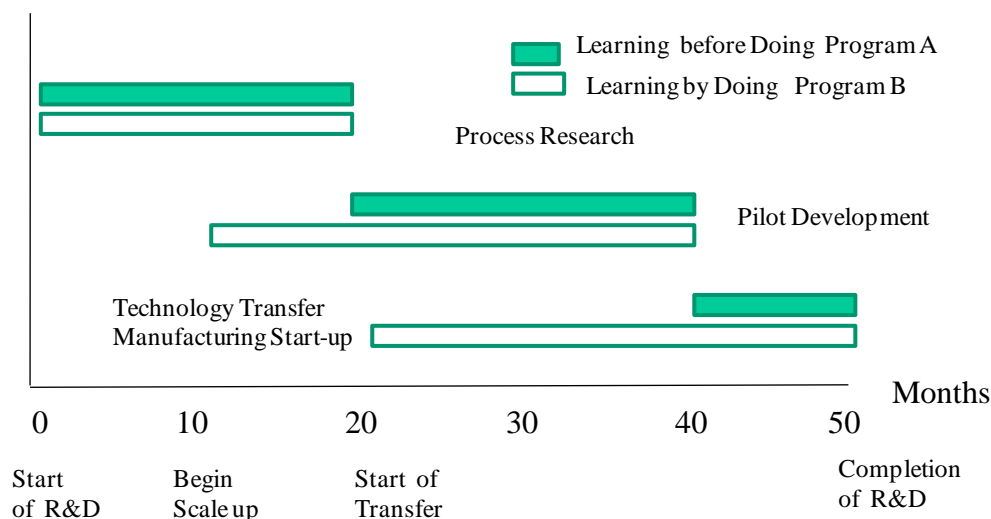 Learning before Doing Program A
Learning by Doing Program B
Process Research
Pilot Development
Technology Transfer
Manufacturing Start-up
Months
0 10 20 30 40 50
Start
of R&D
Begin
Scale up
Start of
Transfer
Completion
of R&D